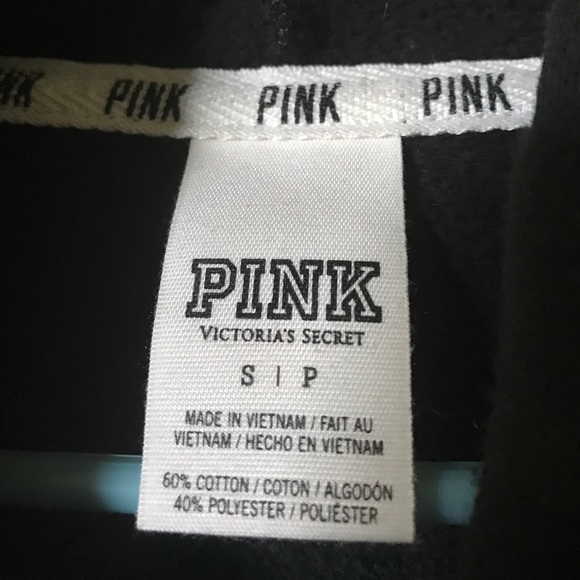 PINK PINK PINK
PINK
VICTORIA'S SECRET
S | P
MADE IN VIETNAM / FAIT AU
VIETNAM / HECHO EN VIETNAM
60% COTTON / COTON / ALGODÓN
40% POLYESTER / POLIÉSTER